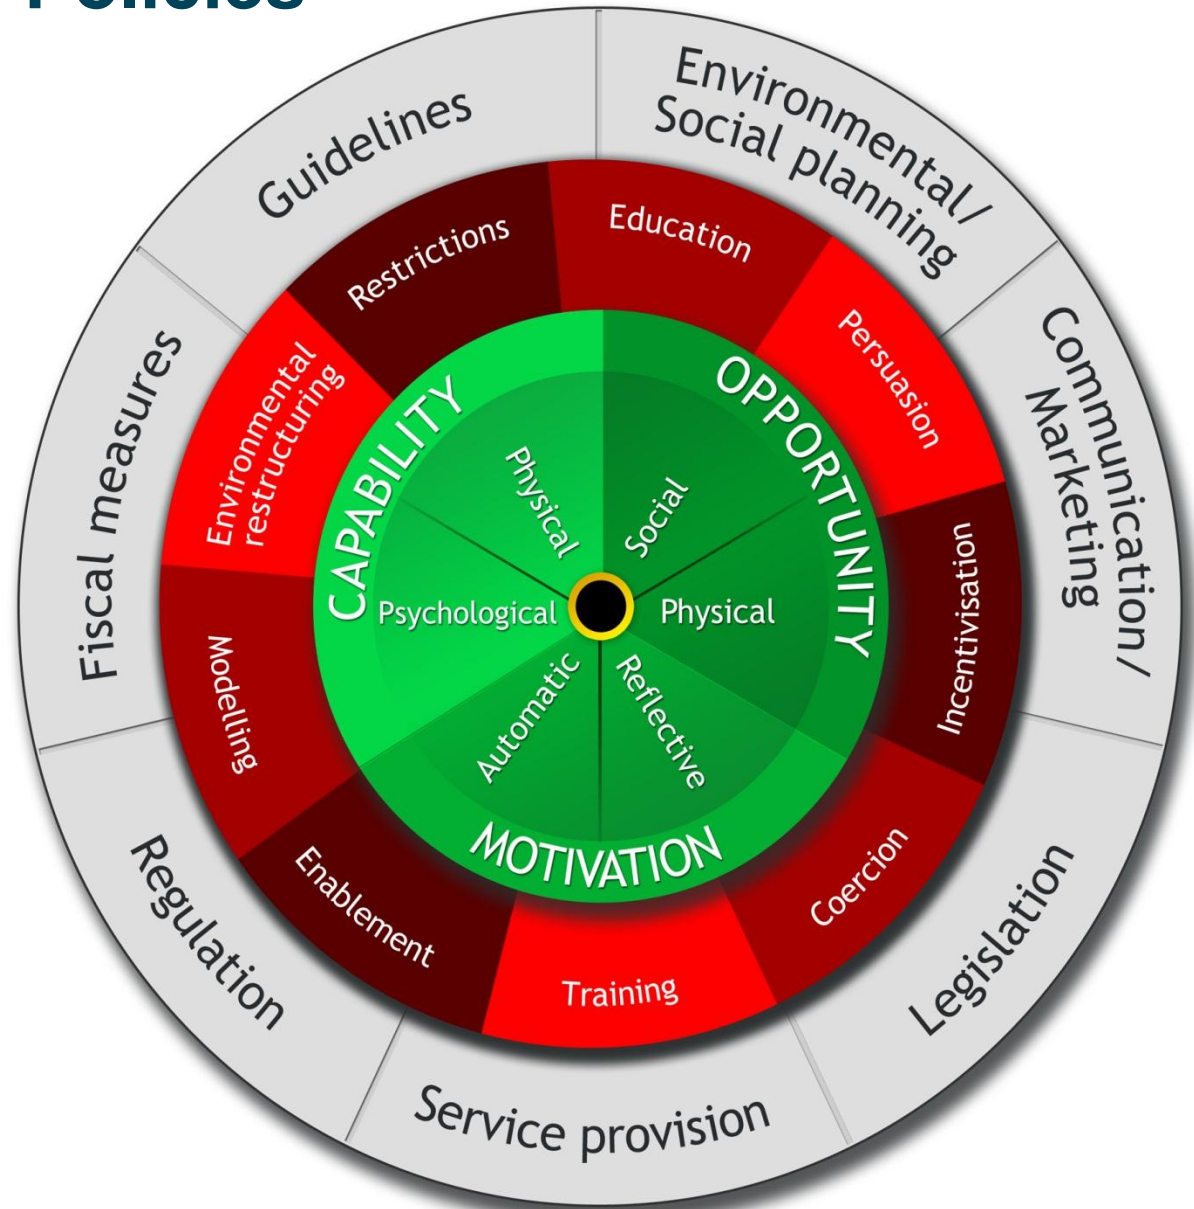 Policies
Guidelines
Environmental/
Social planning
Communication/
Marketing
Legislation
Service provision
Regulation
Fiscal measures
Restrictions
Education
Persuasion
Incentivisation
Coercion
Training
Enablement
Modelling
Environmental
restructuring
CAPABILITY
OPPORTUNITY
MOTIVATION
Physical
Social
Physical
Reflective
Automatic
Psychological